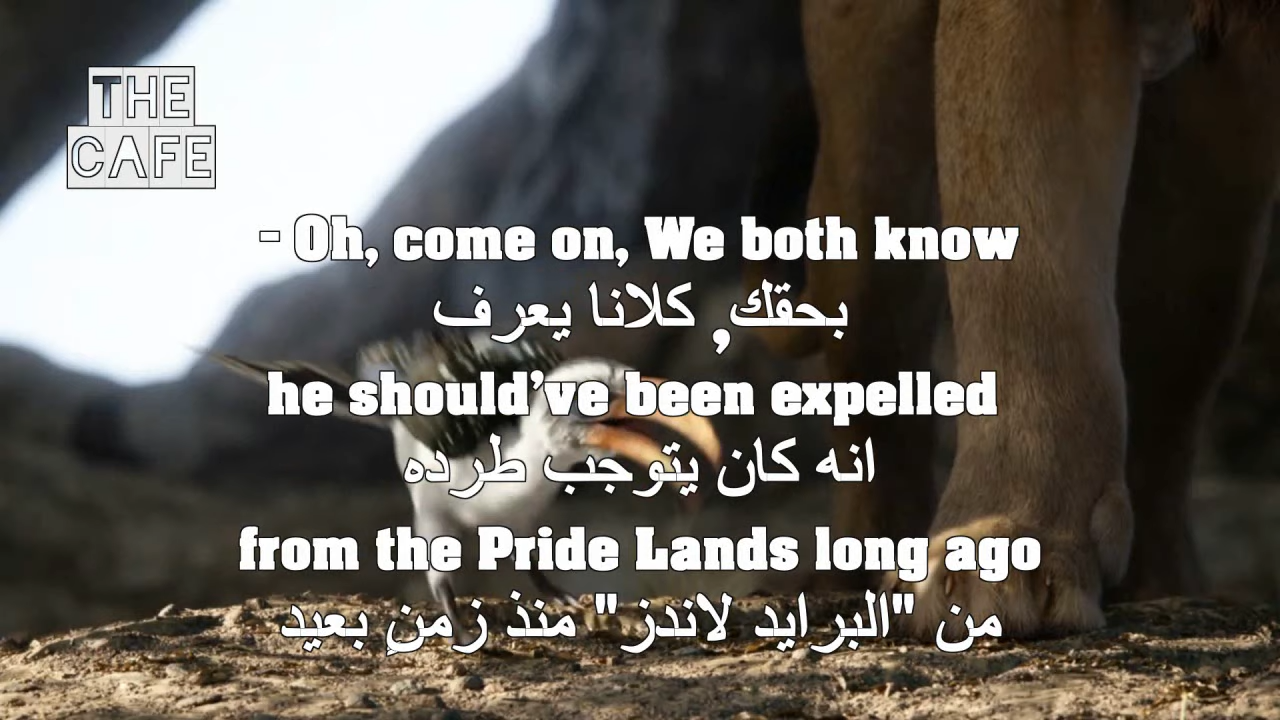 THE
CAFE
- Oh, come on, We both know
بحقك, كلانا يعرف
he should've been expelled
انه كان يتوجب طرده
from the Pride Lands long ago
من "البرايد لاندز" منذ زمنٍ بعيد